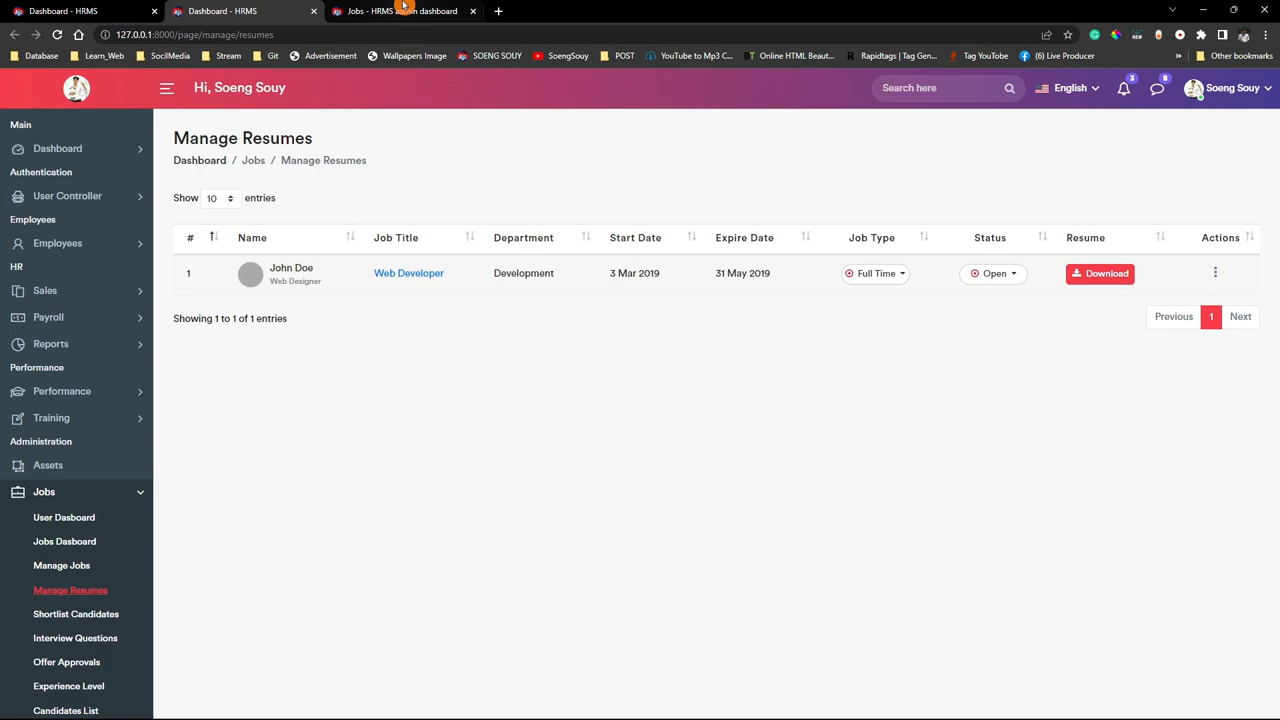 Dashboard - HRMS
Dashboard - HRMS
Jobs - HRMS admin dashboard
127.0.0.1:8000/page/manage/resumes
Database
Learn_Web
SocilMedia
Stream
Git
Advertisement
Wallpapers Image
SOENG SOUY
SoengSouy
POST
YouTube to Mp3 C...
Online HTML Beaut...
Rapidtags | Tag Gen...
Tag YouTube
(6) Live Producer
»
Other Bookmarks
Hi, Soeng Souy
Search here
English
3
8
Soeng Souy
Main
Dashboard
Authentication
User Controller
Employees
Employees
HR
Sales
Payroll
Reports
Performance
Performance
Training
Administration
Assets
Jobs
User Dasboard
Jobs Dasboard
Manage Jobs
Manage Resumes
Shortlist Candidates
Interview Questions
Offer Approvals
Experience Level
Candidates List
Manage Resumes
Dashboard / Jobs / Manage Resumes
Show 10 entries
# Name Job Title Department Start Date Expire Date Job Type Status Resume Actions
1 John Doe Web Developer Development 3 Mar 2019 31 May 2019 Full Time Open Download
Web Designer
Showing 1 to 1 of 1 entries
Previous 1 Next